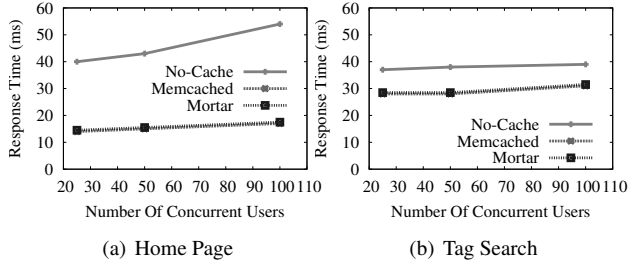 Response Time (ms)
60
50
40
30
20
10
0
No-Cache
Memcached
Mortar
20 30 40 50 60 70 80 90 100 110
Number Of Concurrent Users
(a) Home Page
Response Time (ms)
60
50
40
30
20
10
0
No-Cache
Memcached
Mortar
20 30 40 50 60 70 80 90 100 110
Number Of Concurrent Users
(b) Tag Search